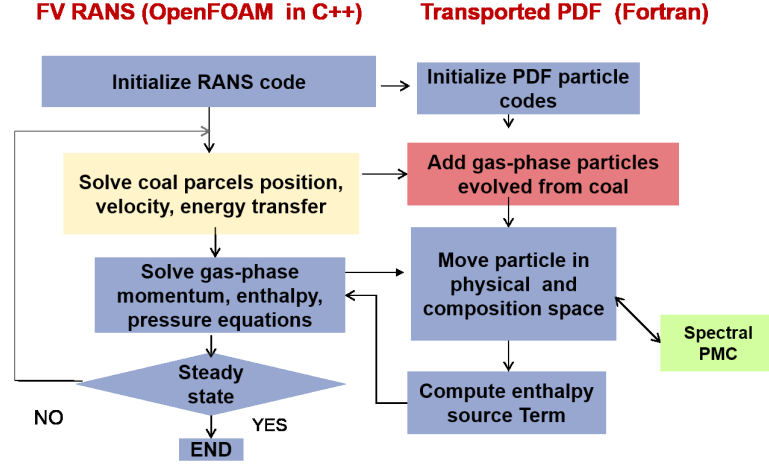 FV RANS (OpenFOAM in C++)
Transported PDF (Fortran)
Initialize RANS code
Initialize PDF particle
codes
Solve coal parcels position,
velocity, energy transfer
Add gas-phase particles
evolved from coal
Solve gas-phase
momentum, enthalpy,
pressure equations
Move particle in
physical and
composition space
Spectral
PMC
Steady
state
Compute enthalpy
source Term
NO
YES
END